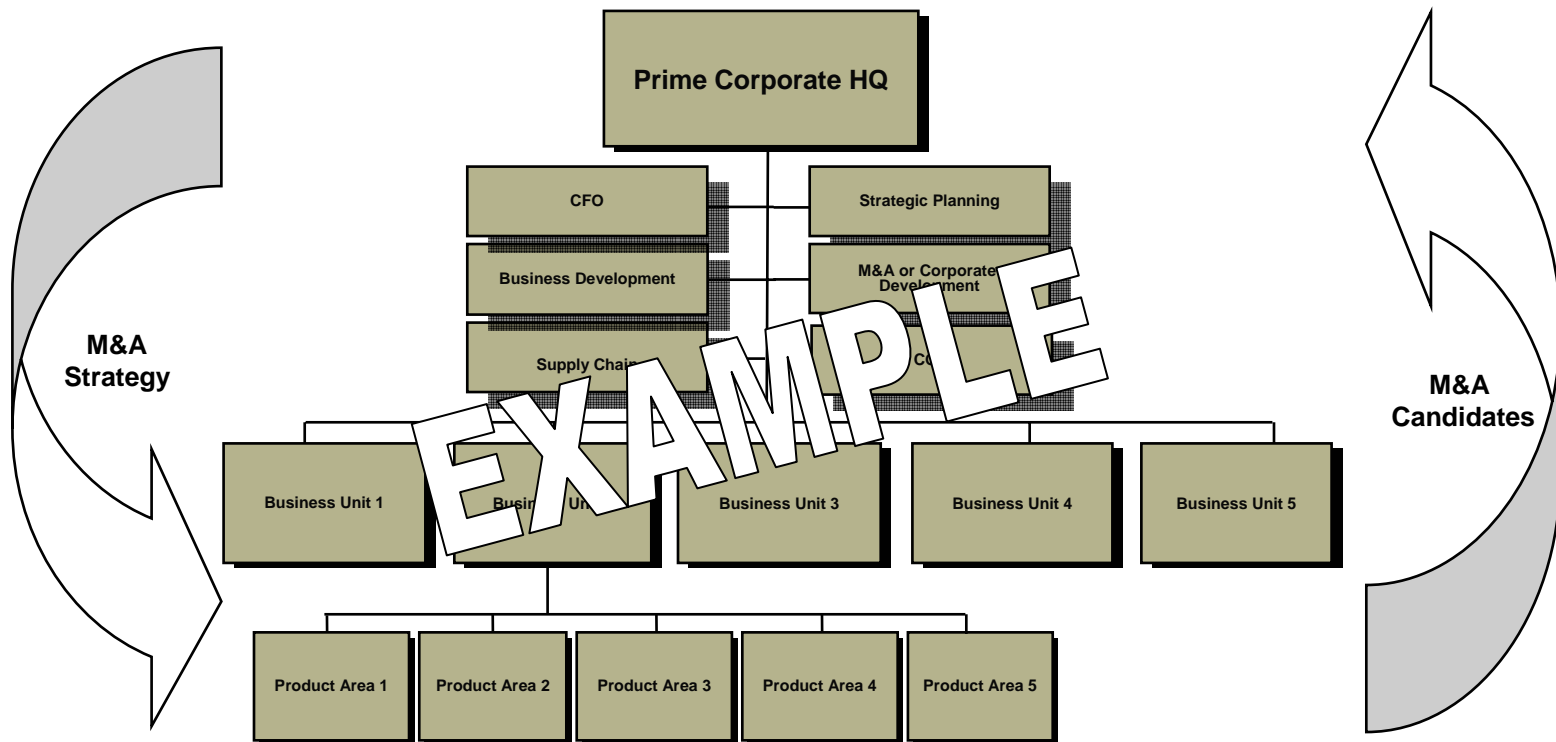 Prime Corporate HQ
CFO
Strategic Planning
Business Development
M&A or Corporate
Development
Supply Chain
M&A
Strategy
M&A
Candidates
EXAMPLE
Business Unit 1
Business Unit 3
Business Unit 4
Business Unit 5
Product Area 1
Product Area 2
Product Area 3
Product Area 4
Product Area 5